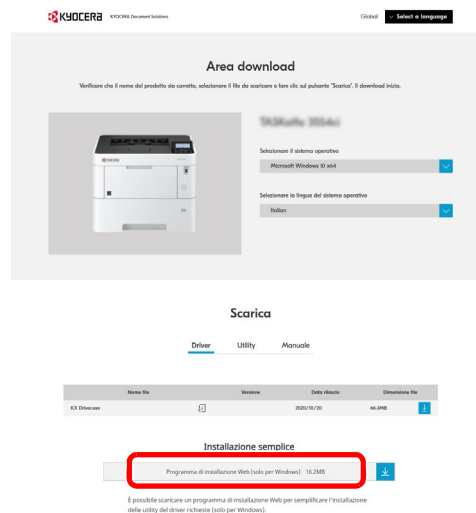 KYOCERA KYOCERA Document Solutions
Global Select a language
Area download
Verificare che il nome del prodotto sia corretto, selezionare il file da scaricare e fare clic sul pulsante "Scarica". Il download inizia.
Selezionare il sistema operativo
Microsoft Windows 10 x64
Selezionare la lingua del sistema operativo
Italian
Scarica
Driver Utility Manuale
Nome file Versione Data rilascio Dimensione file
KX Driver.exe 2020/10/20 66.6MB
Installazione semplice
Programma di installazione Web (solo per Windows) 16.2MB
È possibile scaricare un programma di installazione Web per semplificare l'installazione
delle utility del driver richieste (solo per Windows).